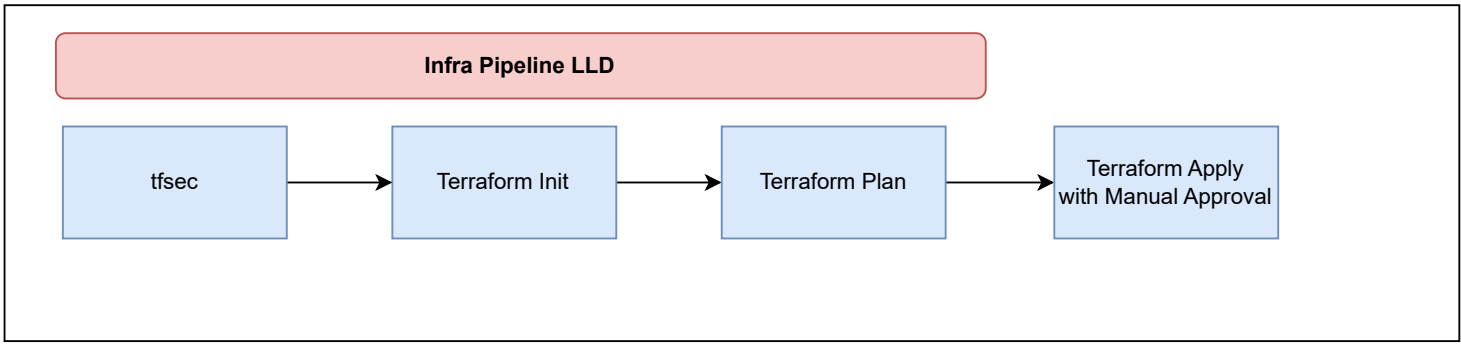 Infra Pipeline LLD
tfsec
Terraform Init
Terraform Plan
Terraform Apply
with Manual Approval